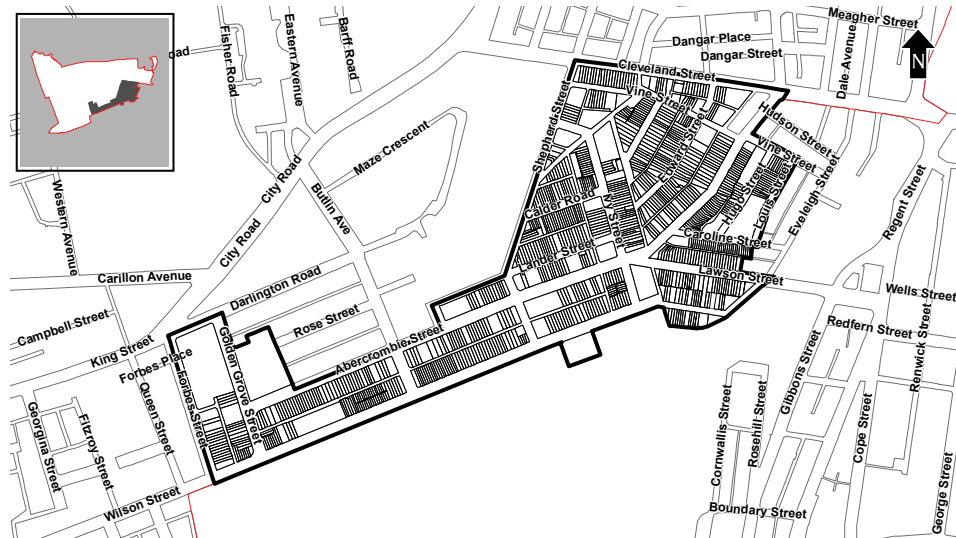 Meagher Street
Dangar Place
Dangar Street
Dale Avenue
N
Barff Road
Eastern Avenue
Fisher Road
oad
Cleveland Street
Vine Street
Hudson Street
Vine Street
Shepherd Street
Edward Street
Maze Crescent
City Road
Butlin Ave
Western Avenue
Calder Road
Ivy Street
Hugo Street
Louis Street
Eveleigh Street
Regent Street
City Road
Caroline Street
Lander Street
Lawson Street
Carillon Avenue
Darlington Road
Wells Street
Campbell Street
Rose Street
Redfern Street
King Street
Abercrombie Street
Forbes Place
Golden Grove Street
Renwick Street
Gibbons Street
Forbes Street
Queen Street
Georgina Street
Fitzroy Street
Cornwallis Street
Rosehill Street
Cope Street
George Street
Wilson Street
Boundary Street